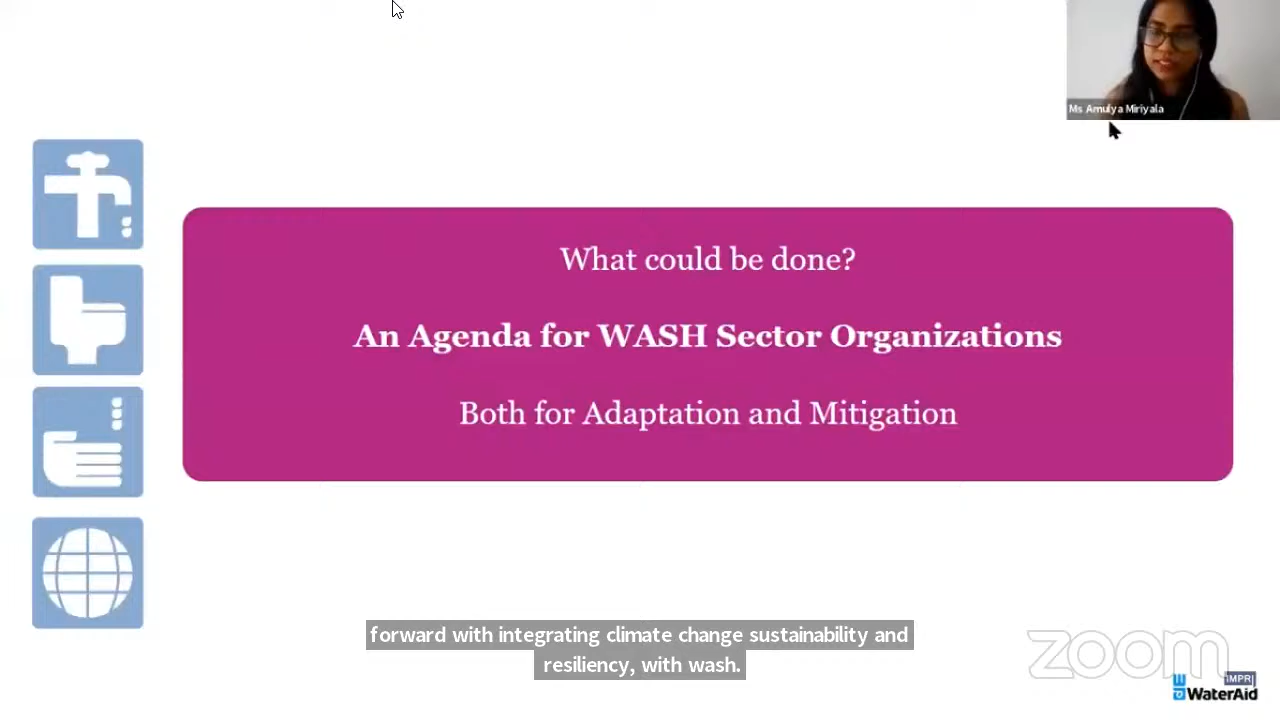 Ms Amulya Miriyala
What could be done?
An Agenda for WASH Sector Organizations
Both for Adaptation and Mitigation
forward with integrating climate change sustainability and
resiliency, with wash.
zoom
IMPRI
WaterAid